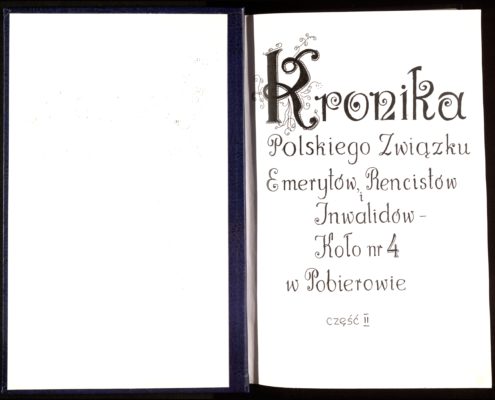 Kronika
Polskiego Związku
Emerytów, Rencistów
i
Inwalidów –
Koło nr 4
w Pobierowie
część II